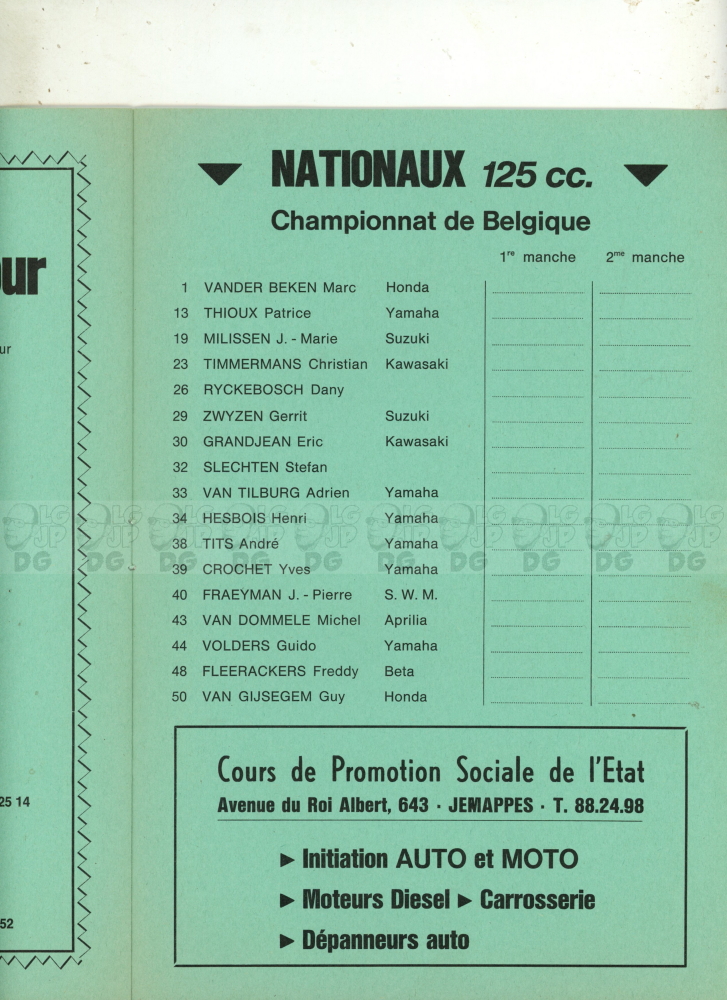 ur
ur
25 14
52
NATIONAUX 125 cc.
Championnat de Belgique
1re manche 2me manche
1 VANDER BEKEN Marc Honda
13 THIOUX Patrice Yamaha
19 MILISSEN J. - Marie Suzuki
23 TIMMERMANS Christian Kawasaki
26 RYCKEBOSCH Dany
29 ZWYZEN Gerrit Suzuki
30 GRANDJEAN Eric Kawasaki
32 SLECHTEN Stefan
33 VAN TILBURG Adrien Yamaha
34 HESBOIS Henri Yamaha
38 TITS André Yamaha
39 CROCHET Yves Yamaha
40 FRAEYMAN J. - Pierre S. W. M.
43 VAN DOMMELE Michel Aprilia
44 VOLDERS Guido Yamaha
48 FLEERACKERS Freddy Beta
50 VAN GIJSEGEM Guy Honda
Cours de Promotion Sociale de l'Etat
Avenue du Roi Albert, 643 · JEMAPPES · T. 88.24.98
► Initiation AUTO et MOTO
► Moteurs Diesel ► Carrosserie
► Dépanneurs auto